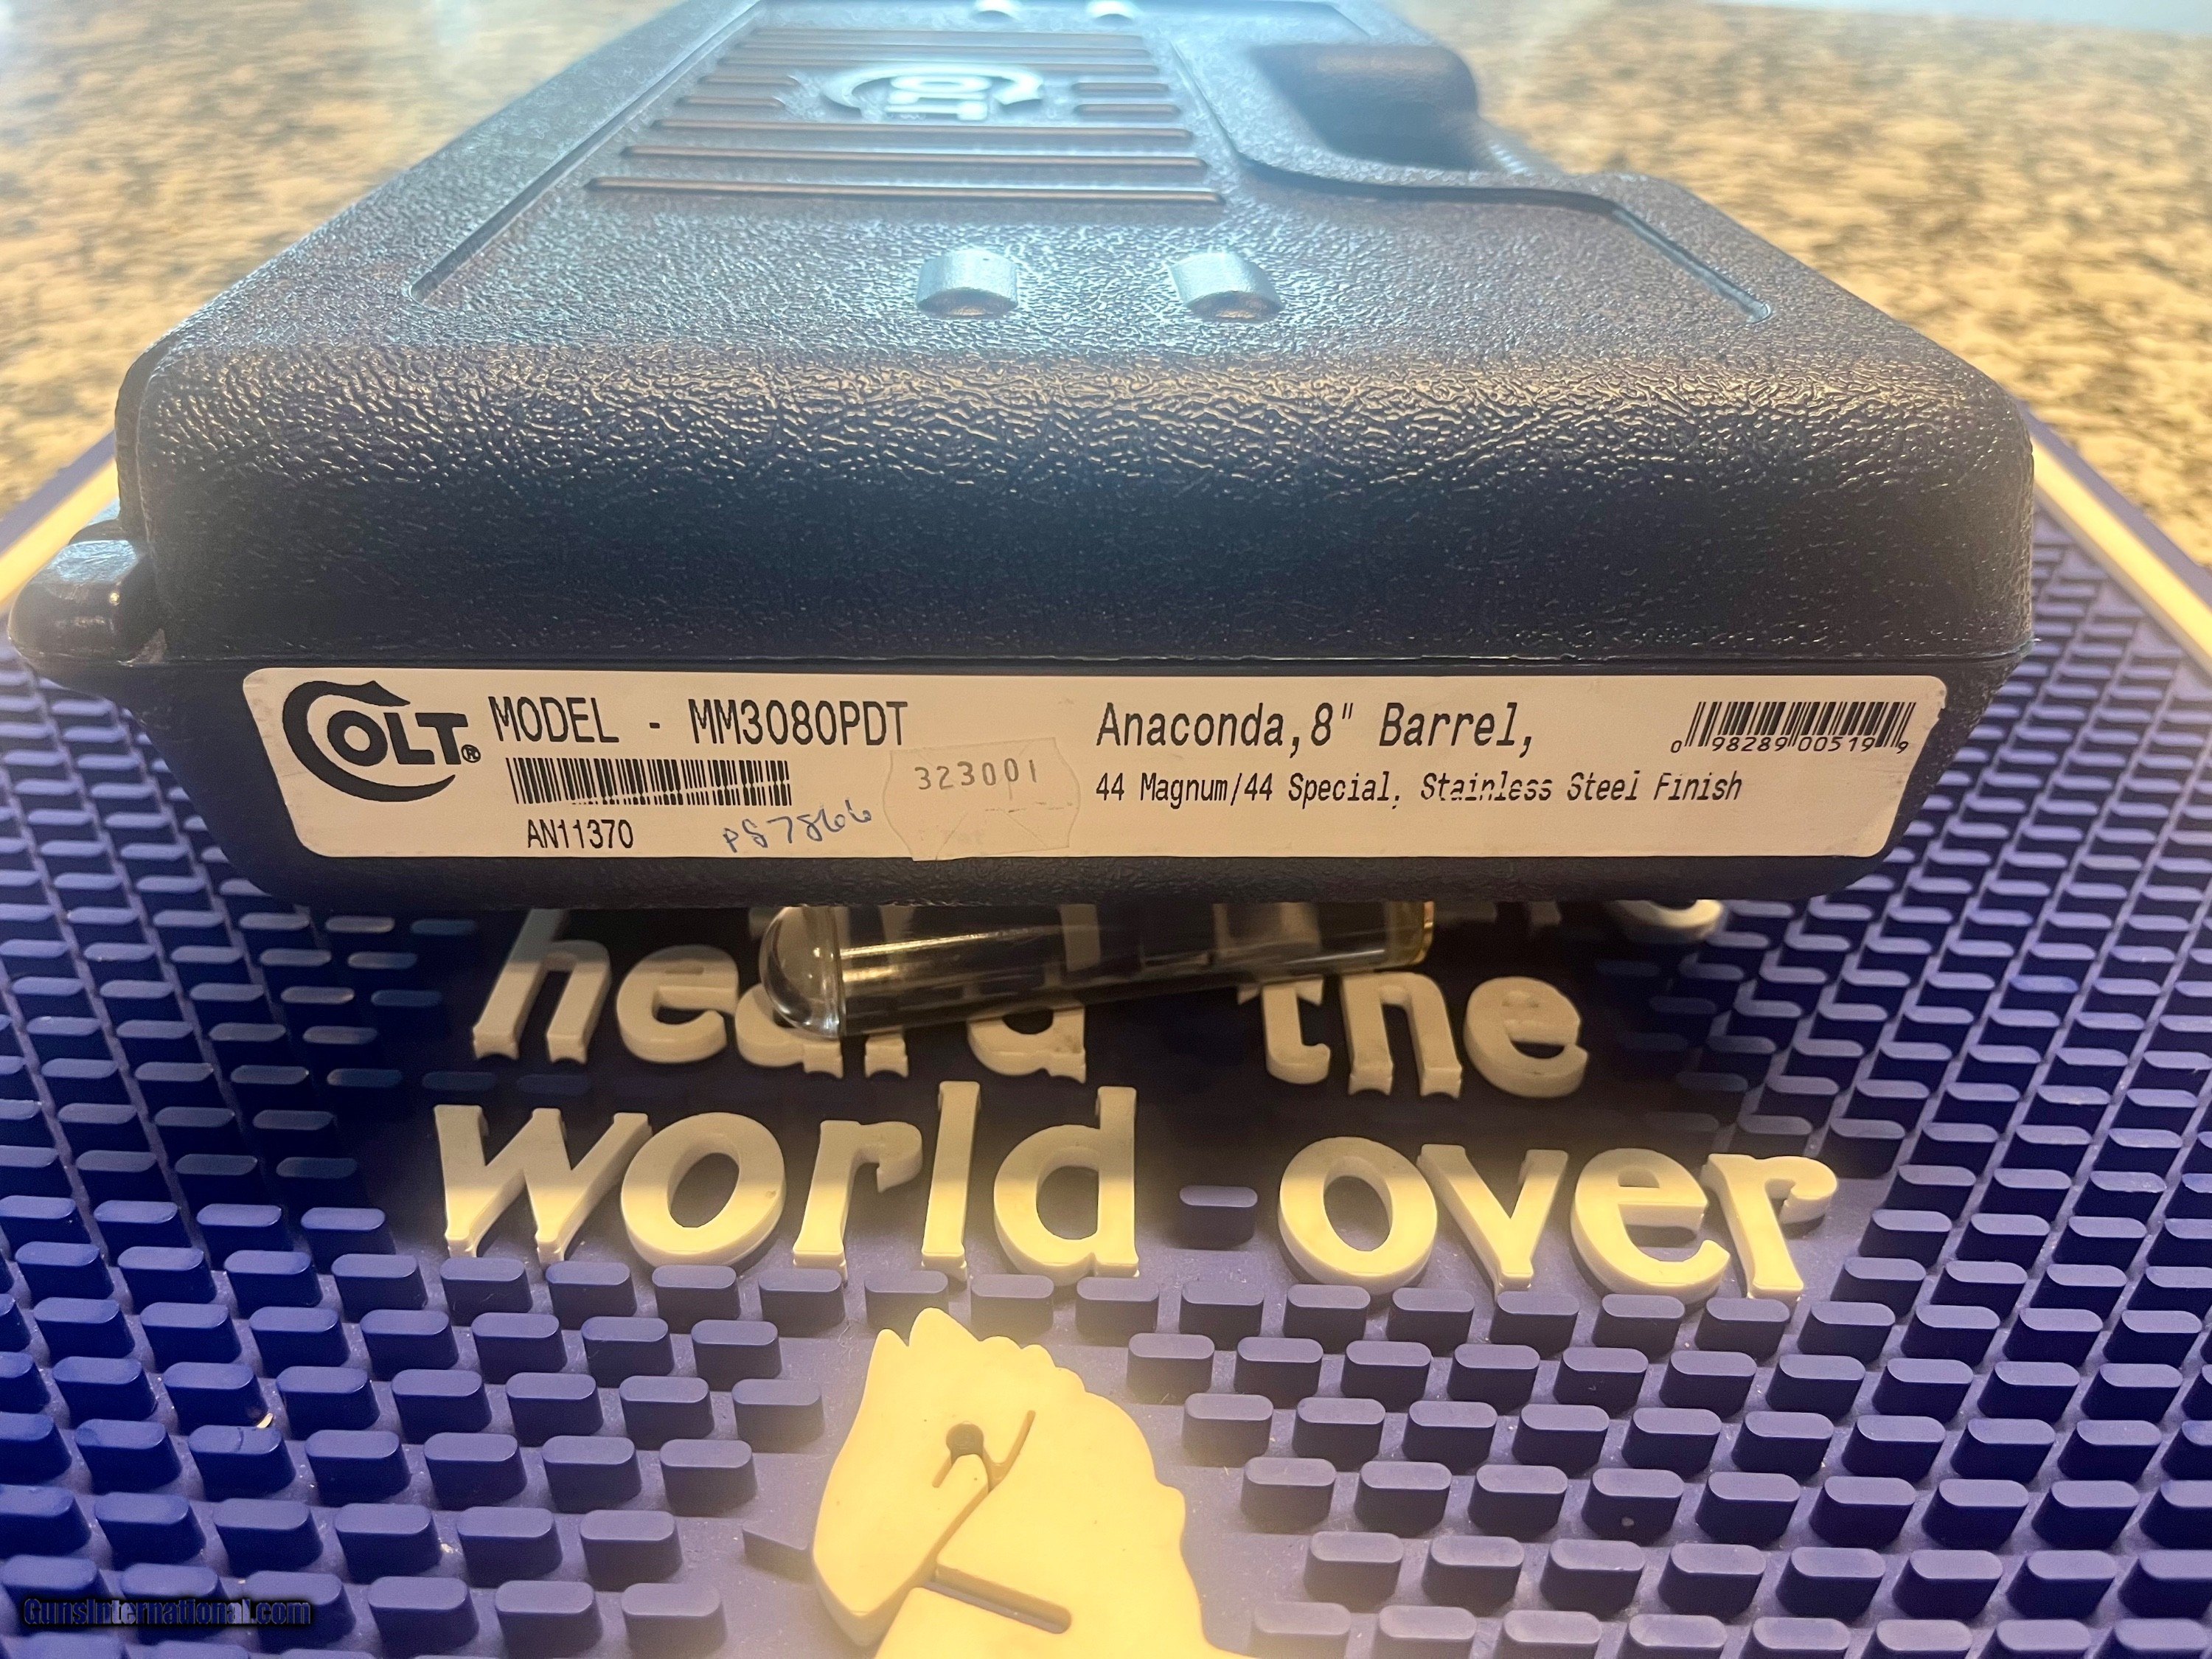 COLT® MODEL - MM3080PDT
AN11370
P57866
323001
Anaconda,8" Barrel,
44 Magnum/44 Special, Stainless Steel Finish
0 98289 00519 9
heard the
world over
GunsInternational.com